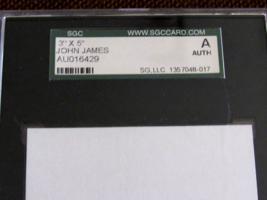 SGC WWW.SGCCARD.COM
3" X 5" A
JOHN JAMES AUTH
AU016429
SG, LLC 1357048-017